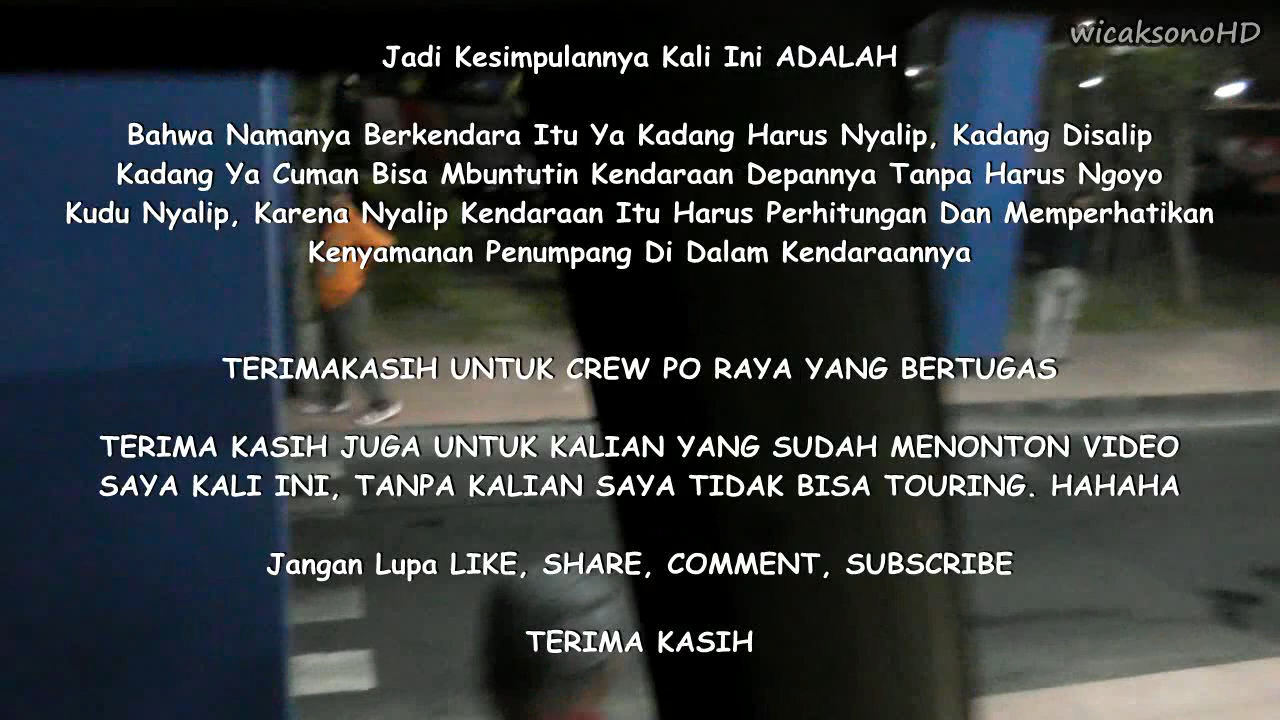 wicaksonoHD
Jadi Kesimpulannya Kali Ini ADALAH
Bahwa Namanya Berkendara Itu Ya Kadang Harus Nyalip, Kadang Disalip
Kadang Ya Cuman Bisa Mbuntutin Kendaraan Depannya Tanpa Harus Ngoyo
Kudu Nyalip, Karena Nyalip Kendaraan Itu Harus Perhitungan Dan Memperhatikan
Kenyamanan Penumpang Di Dalam Kendaraannya
TERIMAKASIH UNTUK CREW PO RAYA YANG BERTUGAS
TERIMA KASIH JUGA UNTUK KALIAN YANG SUDAH MENONTON VIDEO
SAYA KALI INI, TANPA KALIAN SAYA TIDAK BISA TOURING. HAHAHA
Jangan Lupa LIKE, SHARE, COMMENT, SUBSCRIBE
TERIMA KASIH